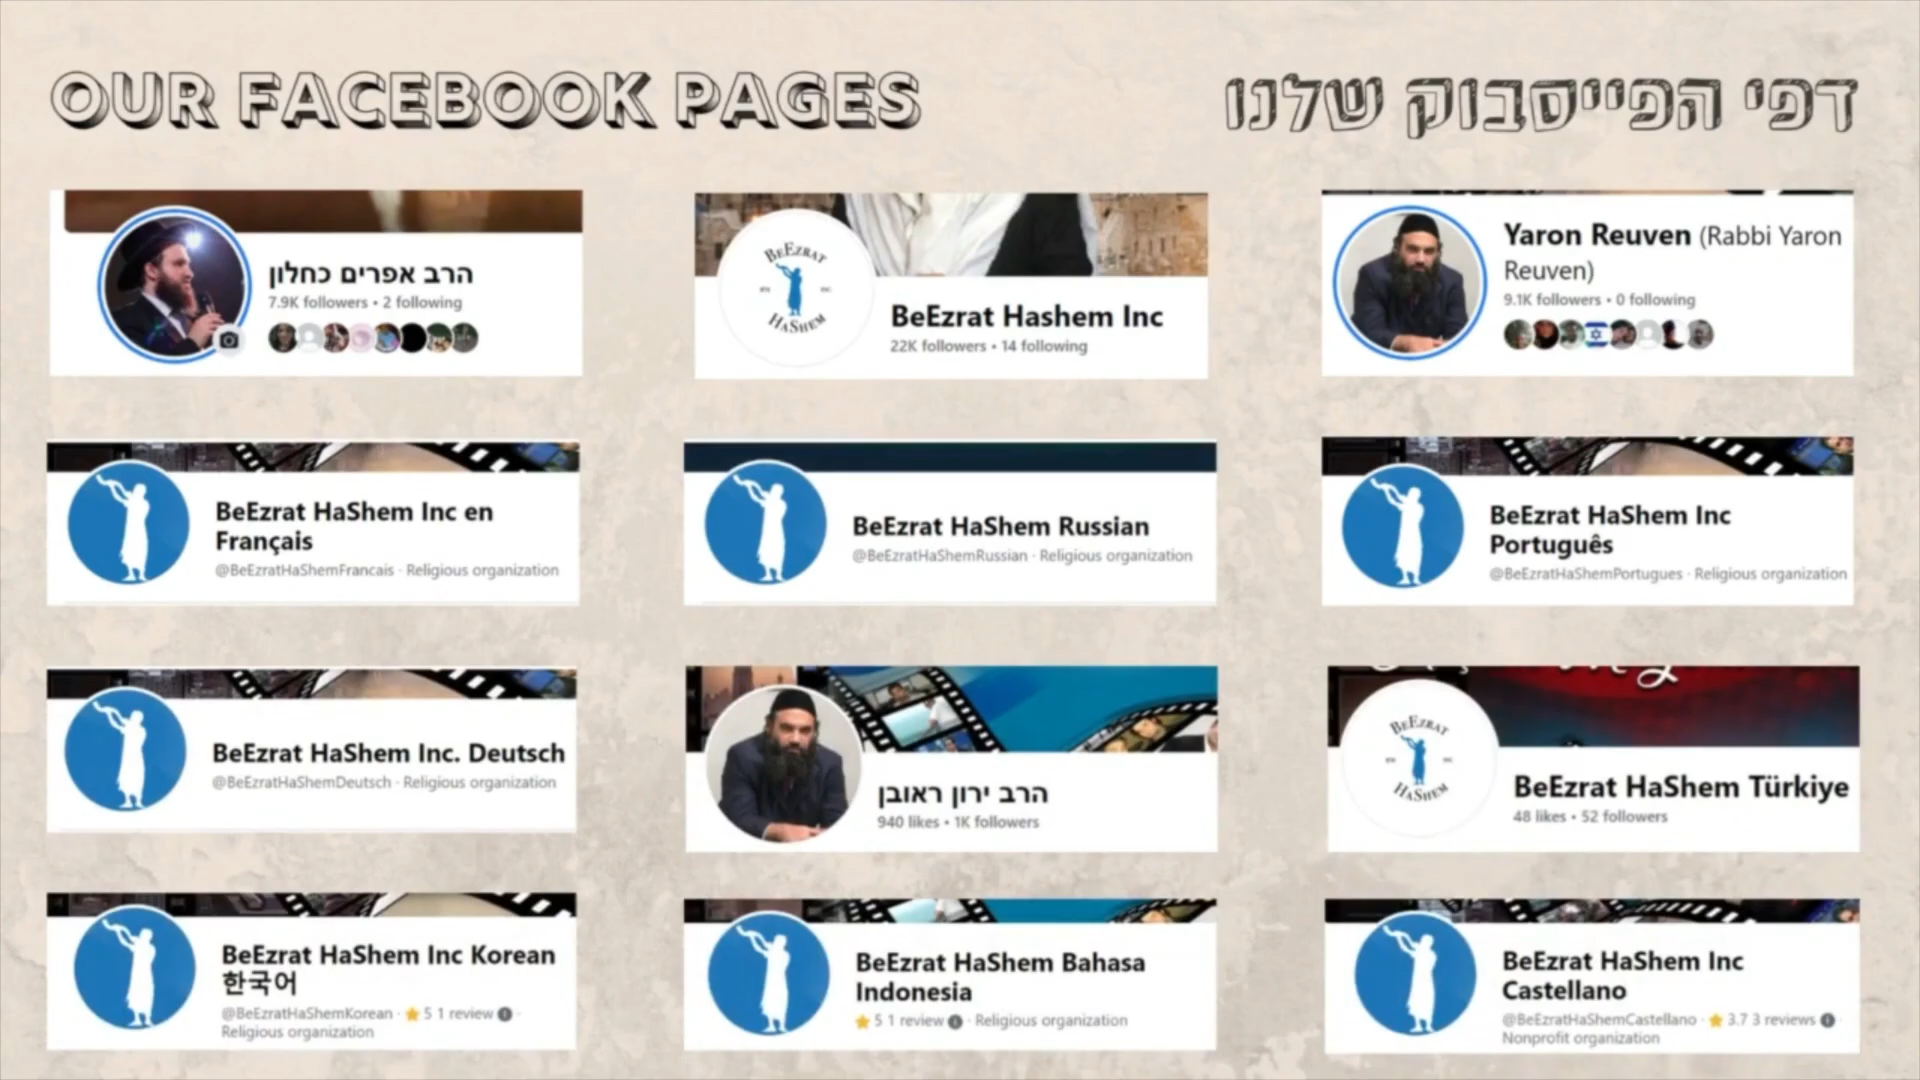 OUR FACEBOOK PAGES
דפי הפייסבוק שלנו
הרב אפרים כחלון
7.9K followers • 2 following
BEEZRAT
HASHEM
BeEzrat Hashem Inc
22K followers • 14 following
Yaron Reuven (Rabbi Yaron
Reuven)
9.1K followers • 0 following
BeEzrat HaShem Inc en
Français
@BeEzratHaShemFrancais · Religious organization
BeEzrat HaShem Russian
@BeEzratHaShemRussian · Religious organization
BeEzrat HaShem Inc
Português
@BeEzratHaShemPortugues · Religious organization
BeEzrat HaShem Inc. Deutsch
@BeEzratHaShemDeutsch · Religious organization
הרב ירון ראובן
940 likes • 1K followers
BEEZRAT
HASHEM
BeEzrat HaShem Türkiye
48 likes • 52 followers
BeEzrat HaShem Inc Korean
한국어
@BeEzratHaShemKorean · ★ 5 1 review ·
Religious organization
BeEzrat HaShem Bahasa
Indonesia
★ 5 1 review · Religious organization
BeEzrat HaShem Inc
Castellano
@BeEzratHaShemCastellano · ★ 3.7 3 reviews ·
Nonprofit organization